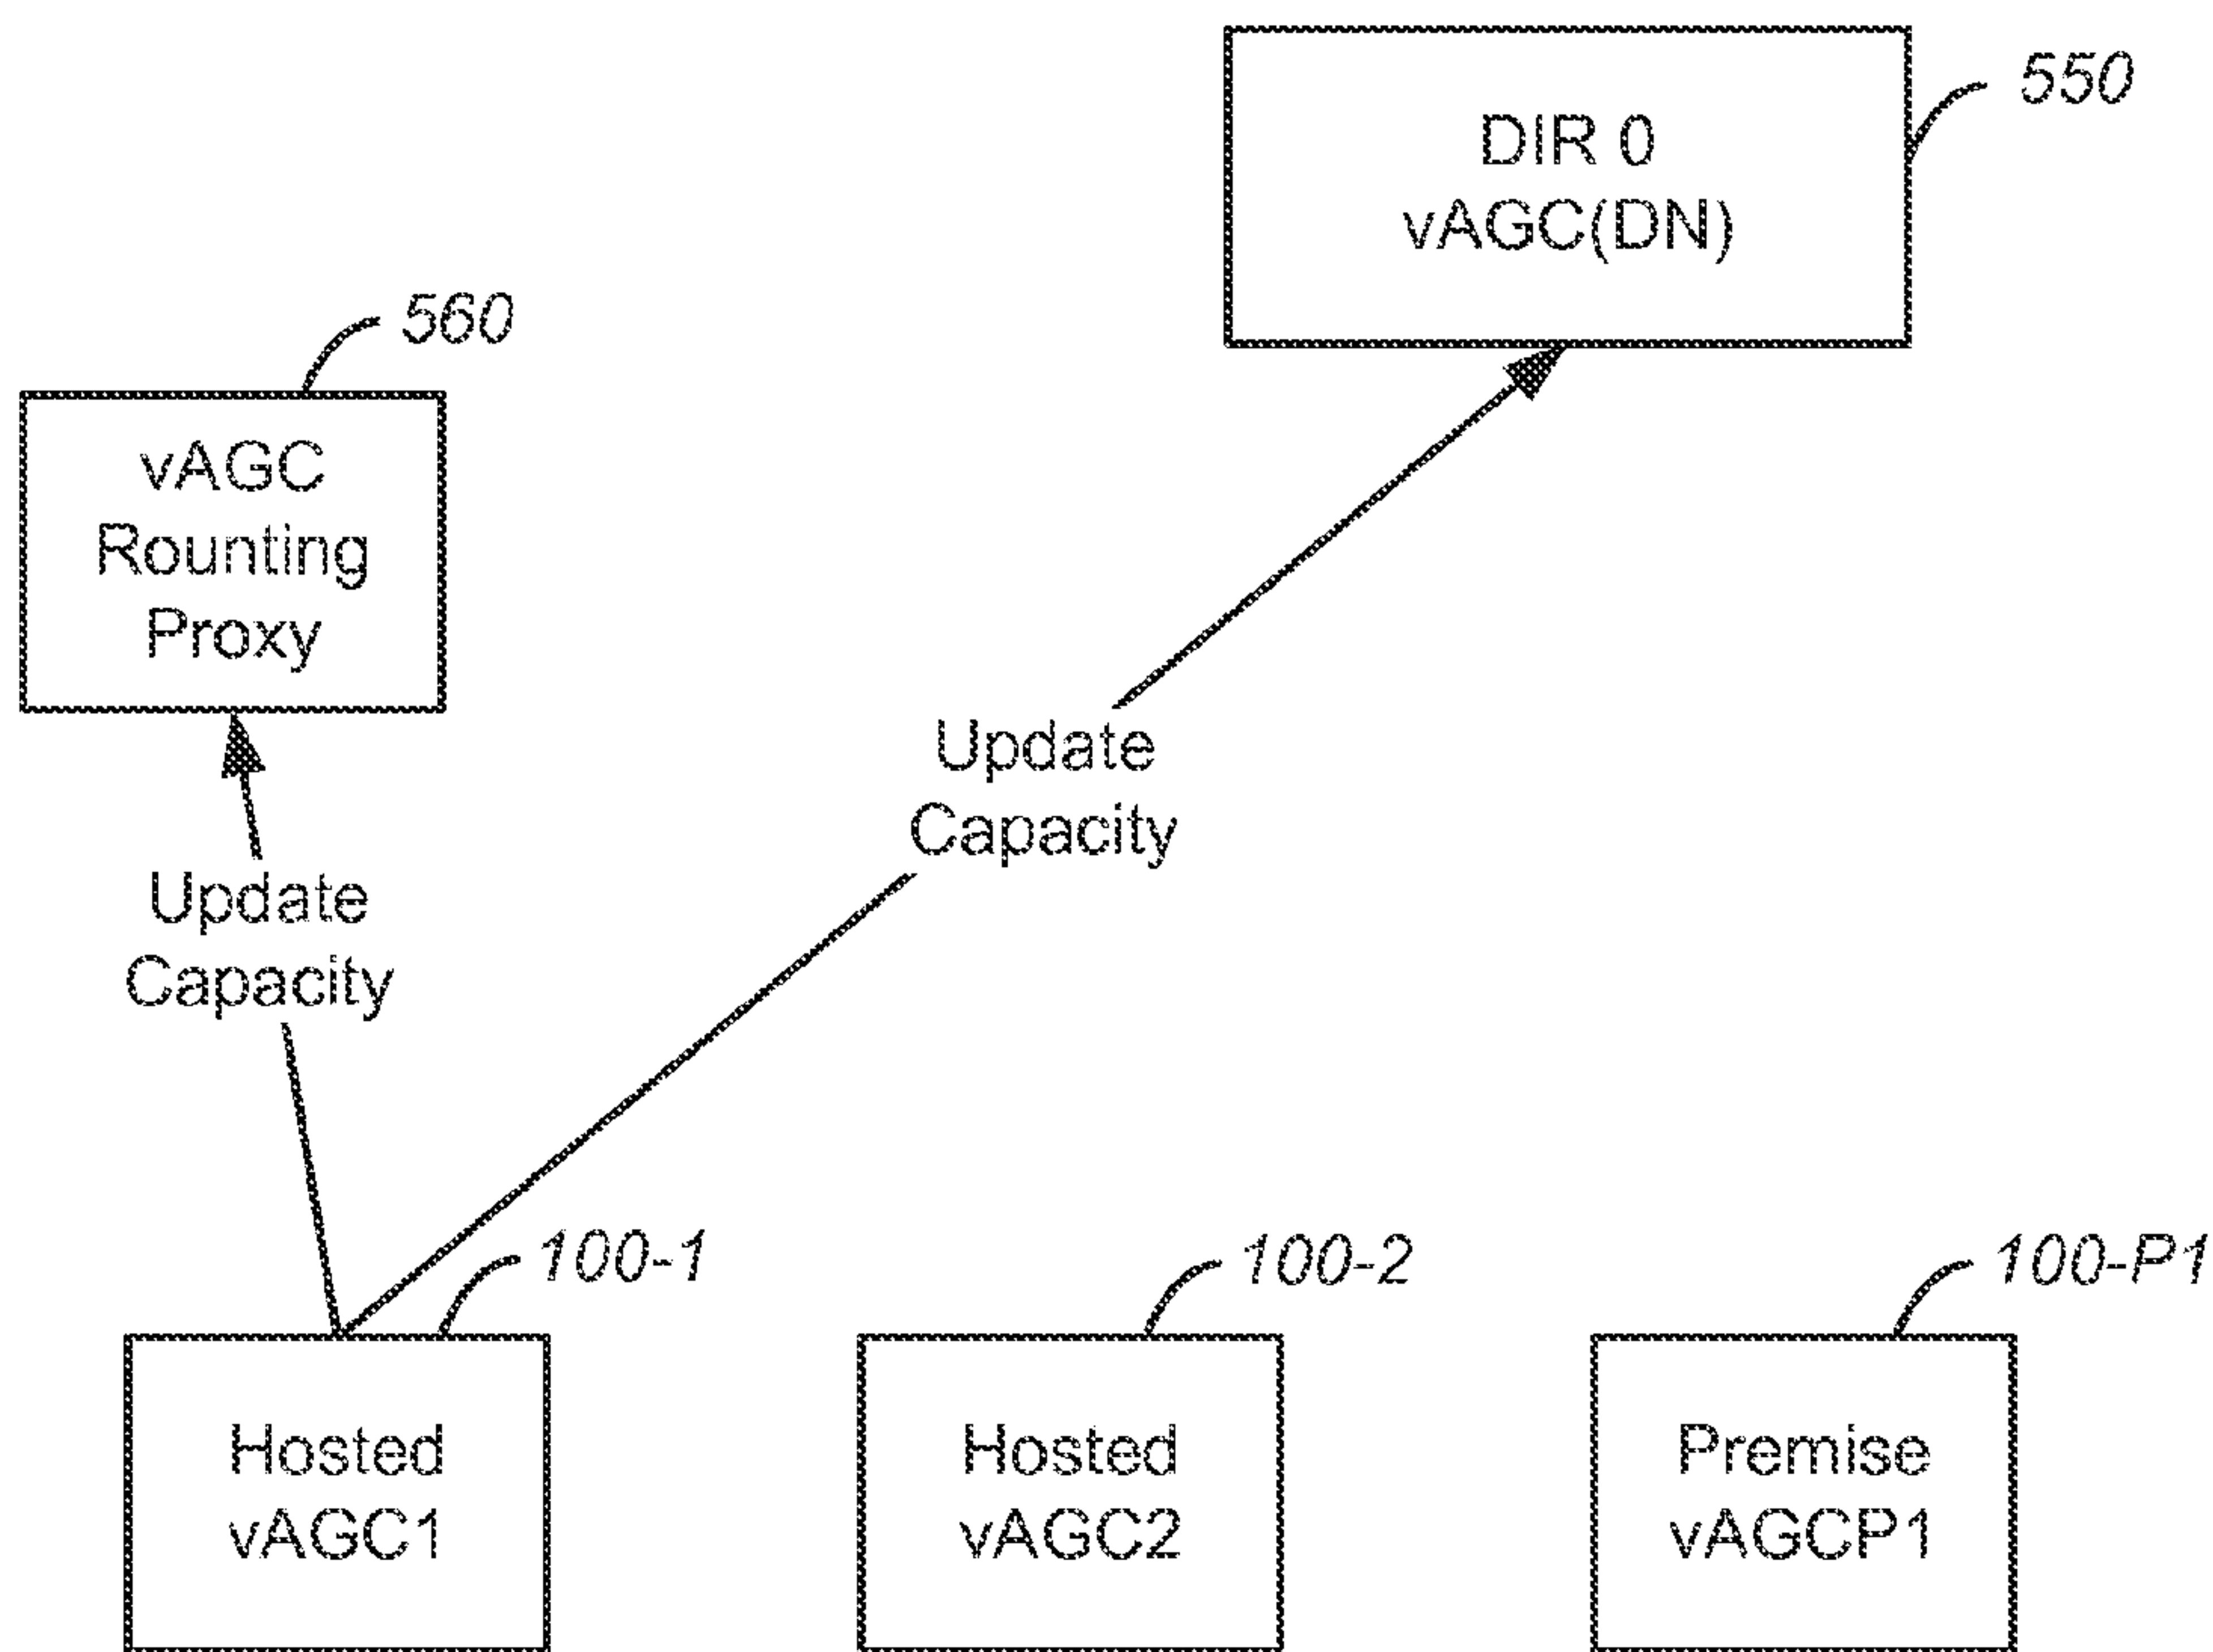 550
DIR 0
vAGC(DN)
560
vAGC
Rounting
Proxy
Update
Capacity
Update
Capacity
100-1
100-2
100-P1
Hosted
vAGC1
Hosted
vAGC2
Premise
vAGCP1